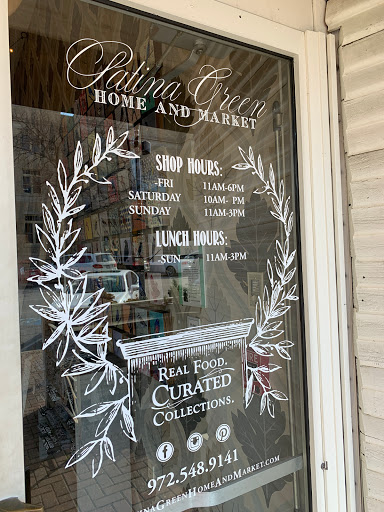 Patina Green
HOME AND MARKET
SHOP HOURS:
-FRI 11AM-6PM
SATURDAY 10AM- PM
SUNDAY 11AM-3PM
LUNCH HOURS:
-SUN 11AM-3PM
REAL FOOD.
CURATED
COLLECTIONS.
972.548.9141
INAGREENHOMEANDMARKET.COM